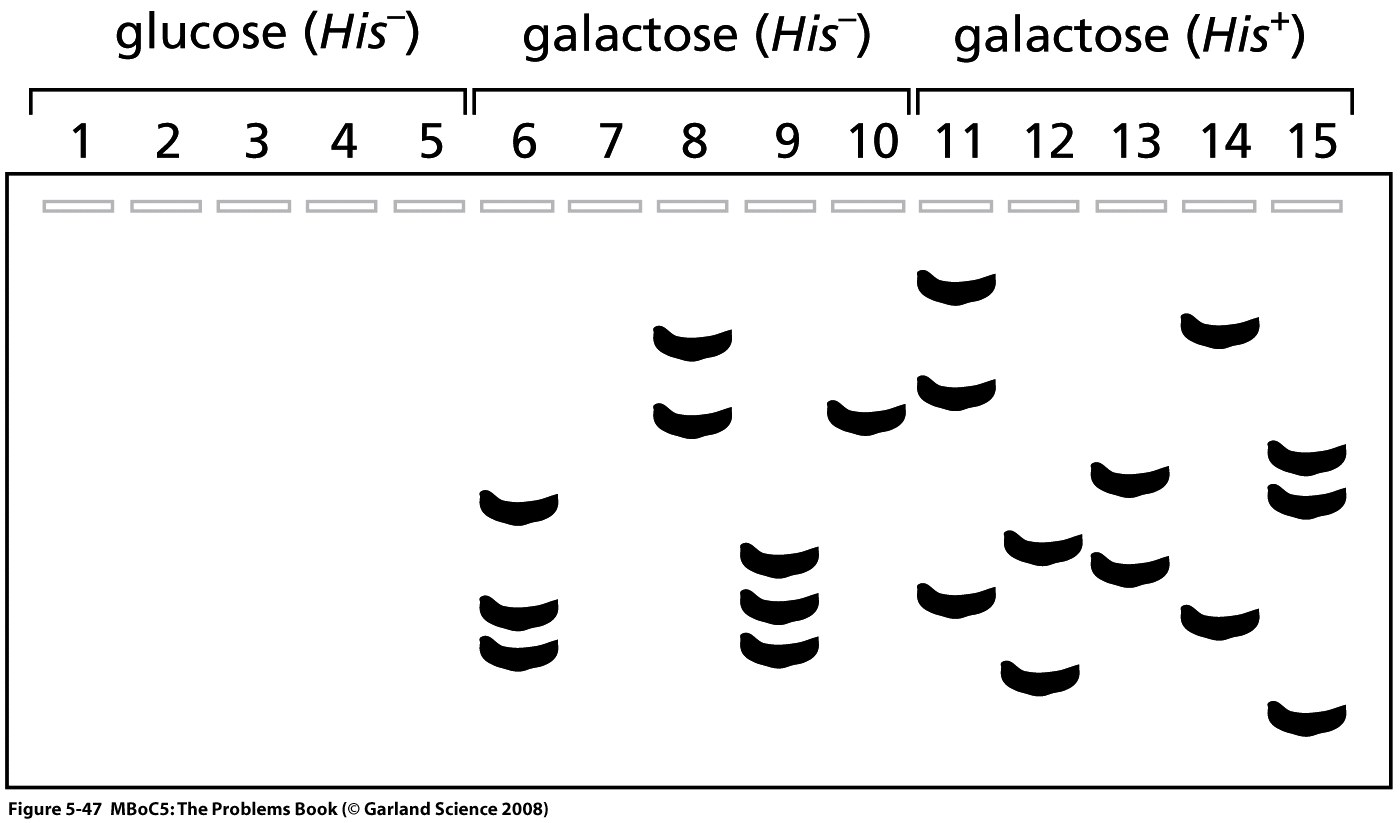 glucose (His⁻) galactose (His⁻) galactose (His⁺)
1 2 3 4 5 6 7 8 9 10 11 12 13 14 15
Figure 5-47 MBoC5: The Problems Book (© Garland Science 2008)